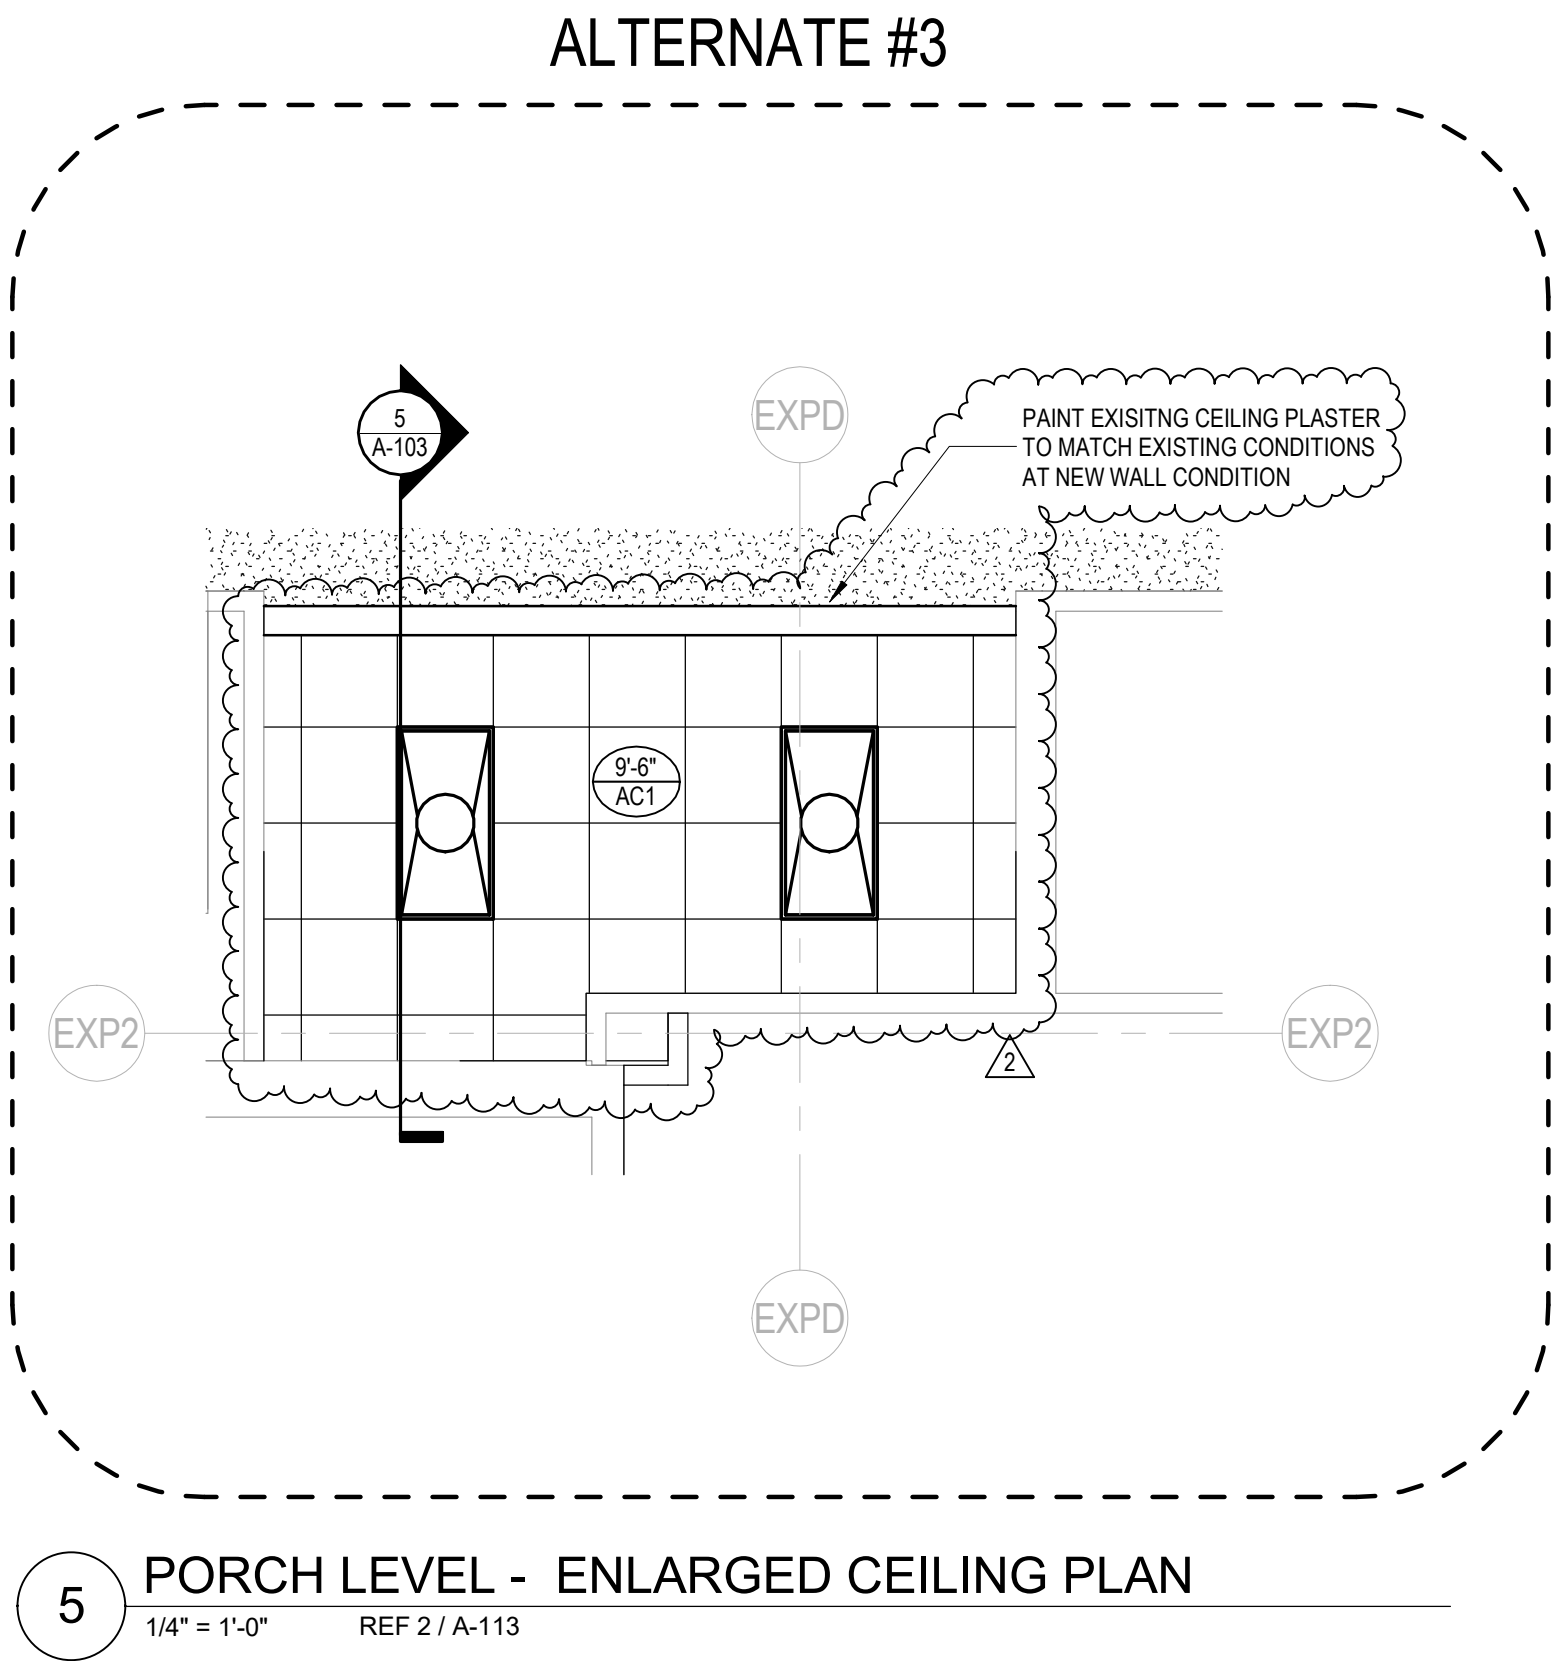 ALTERNATE #3
5
A-103
EXPD
PAINT EXISITNG CEILING PLASTER
TO MATCH EXISTING CONDITIONS
AT NEW WALL CONDITION
9'-6"
AC1
EXP2
EXP2
2
EXPD
5
PORCH LEVEL - ENLARGED CEILING PLAN
1/4" = 1'-0" REF 2 / A-113